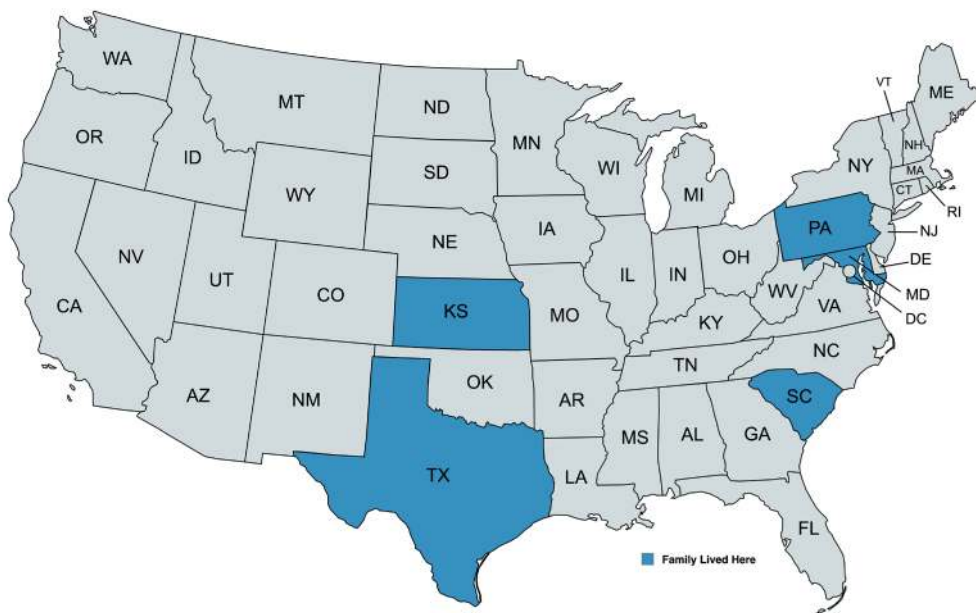 WA
MT
ND
MN
VT
ME
OR
ID
SD
WI
NH
NY
MA
WY
MI
CT
RI
IA
PA
NJ
NV
NE
OH
UT
IL
IN
DE
CA
CO
KS
MO
WV
VA
MD
DC
KY
NC
TN
AZ
NM
OK
AR
SC
MS
AL
GA
TX
LA
FL
Family Lived Here